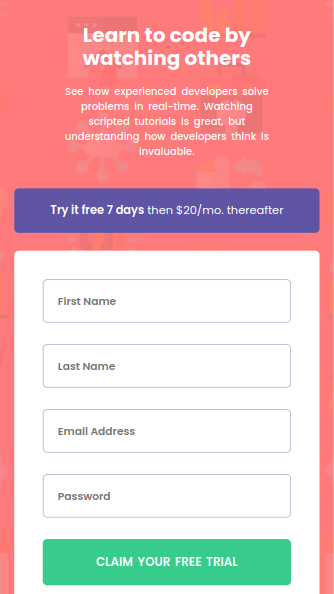 Learn to code by
watching others
See how experienced developers solve
problems in real-time. Watching
scripted tutorials is great, but
understanding how developers think is
invaluable.
Try it free 7 days then $20/mo. thereafter
First Name
Last Name
Email Address
Password
CLAIM YOUR FREE TRIAL